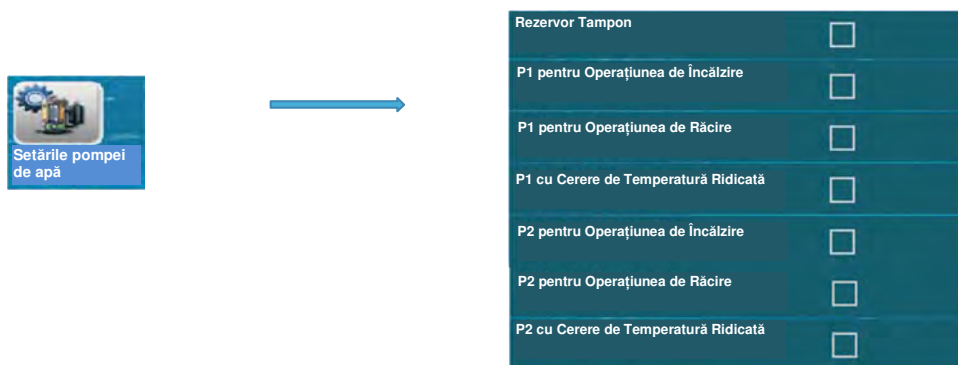 Setările pompei
de apă
Rezervor Tampon
P1 pentru Operațiunea de Încălzire
P1 pentru Operațiunea de Răcire
P1 cu Cerere de Temperatură Ridicată
P2 pentru Operațiunea de Încălzire
P2 pentru Operațiunea de Răcire
P2 cu Cerere de Temperatură Ridicată